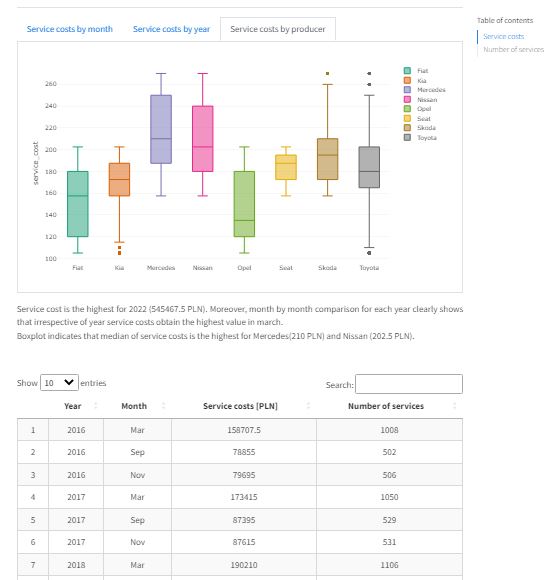 Service costs by month Service costs by year Service costs by producer
Table of contents
Service costs
Number of services
service_cost
260
240
220
200
180
160
140
120
100
Fiat Kia Mercedes Nissan Opel Seat Skoda Toyota
Fiat
Kia
Mercedes
Nissan
Opel
Seat
Skoda
Toyota
Service cost is the highest for 2022 (545467.5 PLN). Moreover, month by month comparison for each year clearly shows
that irrespective of year service costs obtain the highest value in march.
Boxplot indicates that median of service costs is the highest for Mercedes(210 PLN) and Nissan (202.5 PLN).
Show 10 entries Search:
Year Month Service costs [PLN] Number of services
1 2016 Mar 158707.5 1008
2 2016 Sep 78855 502
3 2016 Nov 79695 506
4 2017 Mar 173415 1050
5 2017 Sep 87395 529
6 2017 Nov 87615 531
7 2018 Mar 190210 1106